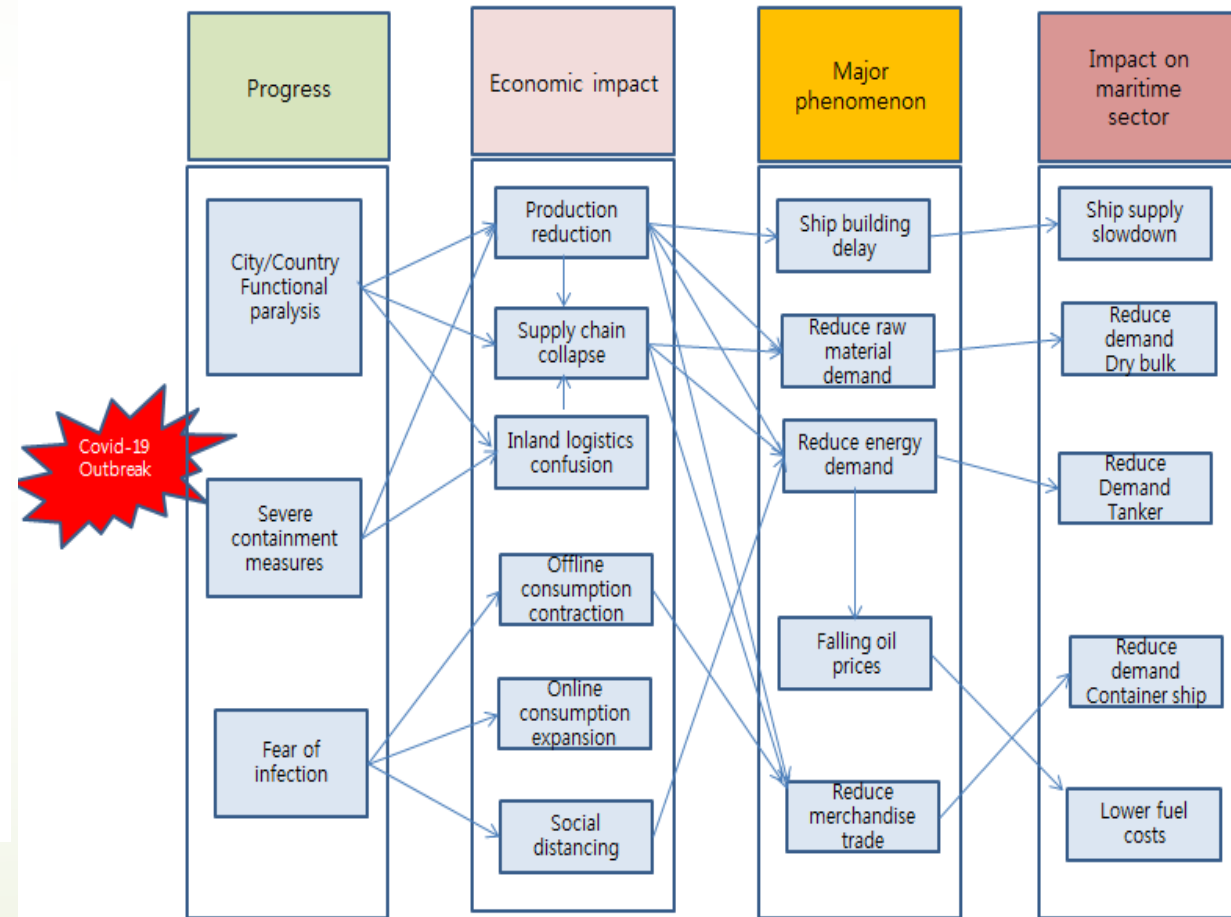 Progress
Economic impact
Major
phenomenon
Impact on
maritime
sector
Covid-19
Outbreak
City/Country
Functional
paralysis
Severe
containment
measures
Fear of
infection
Production
reduction
Supply chain
collapse
Inland logistics
confusion
Offline
consumption
contraction
Online
consumption
expansion
Social
distancing
Ship building
delay
Reduce raw
material
demand
Reduce energy
demand
Falling oil
prices
Reduce
merchandise
trade
Ship supply
slowdown
Reduce
demand
Dry bulk
Reduce
Demand
Tanker
Reduce
demand
Container ship
Lower fuel
costs